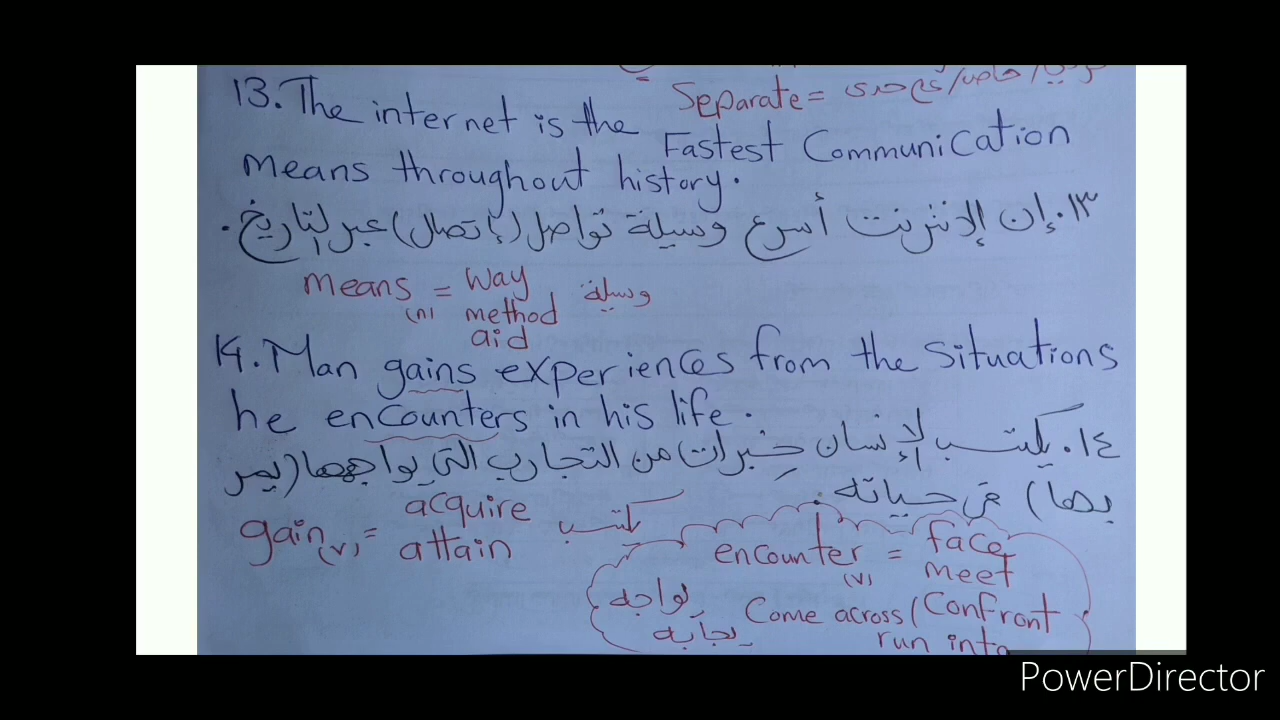 Separate = / خاص /
13. The internet is the Fastest Communication
means throughout history.
١٣. إن الإنترنت أسرع وسيلة تواصل (إتصال) عبر التاريخ.
means (n) = way وسيلة
method
aid
14. Man gains experiences from the situations
he encounters in his life.
١٤. يكتسب الإنسان خِبرات من التجارب التي يواجهها (يمر
بها) في حياته.
gain (v) = acquire يكتسب
attain
encounter (v) = face
meet
يواجه Come across / Confront
يجابه run into
PowerDirector